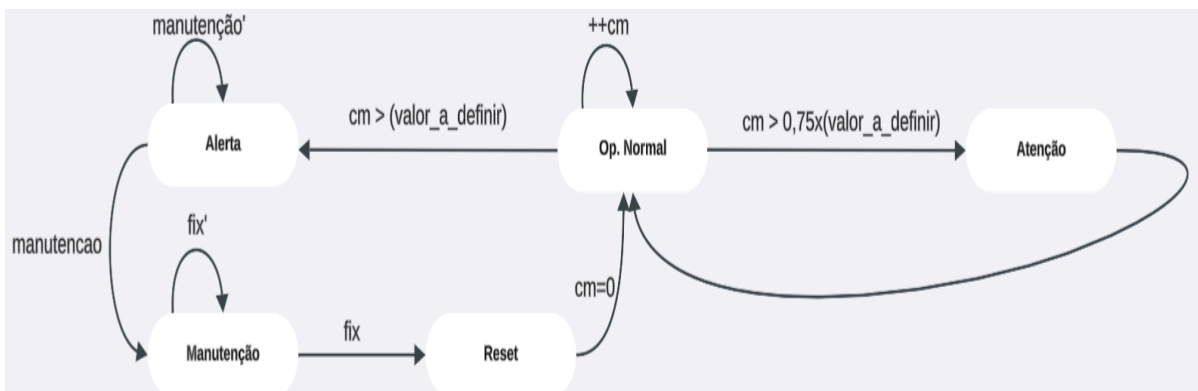 manutenção'
++cm
cm > (valor_a_definir)
cm > 0,75x(valor_a_definir)
Alerta
Op. Normal
Atenção
fix'
manutencao
cm=0
fix
Manutenção
Reset